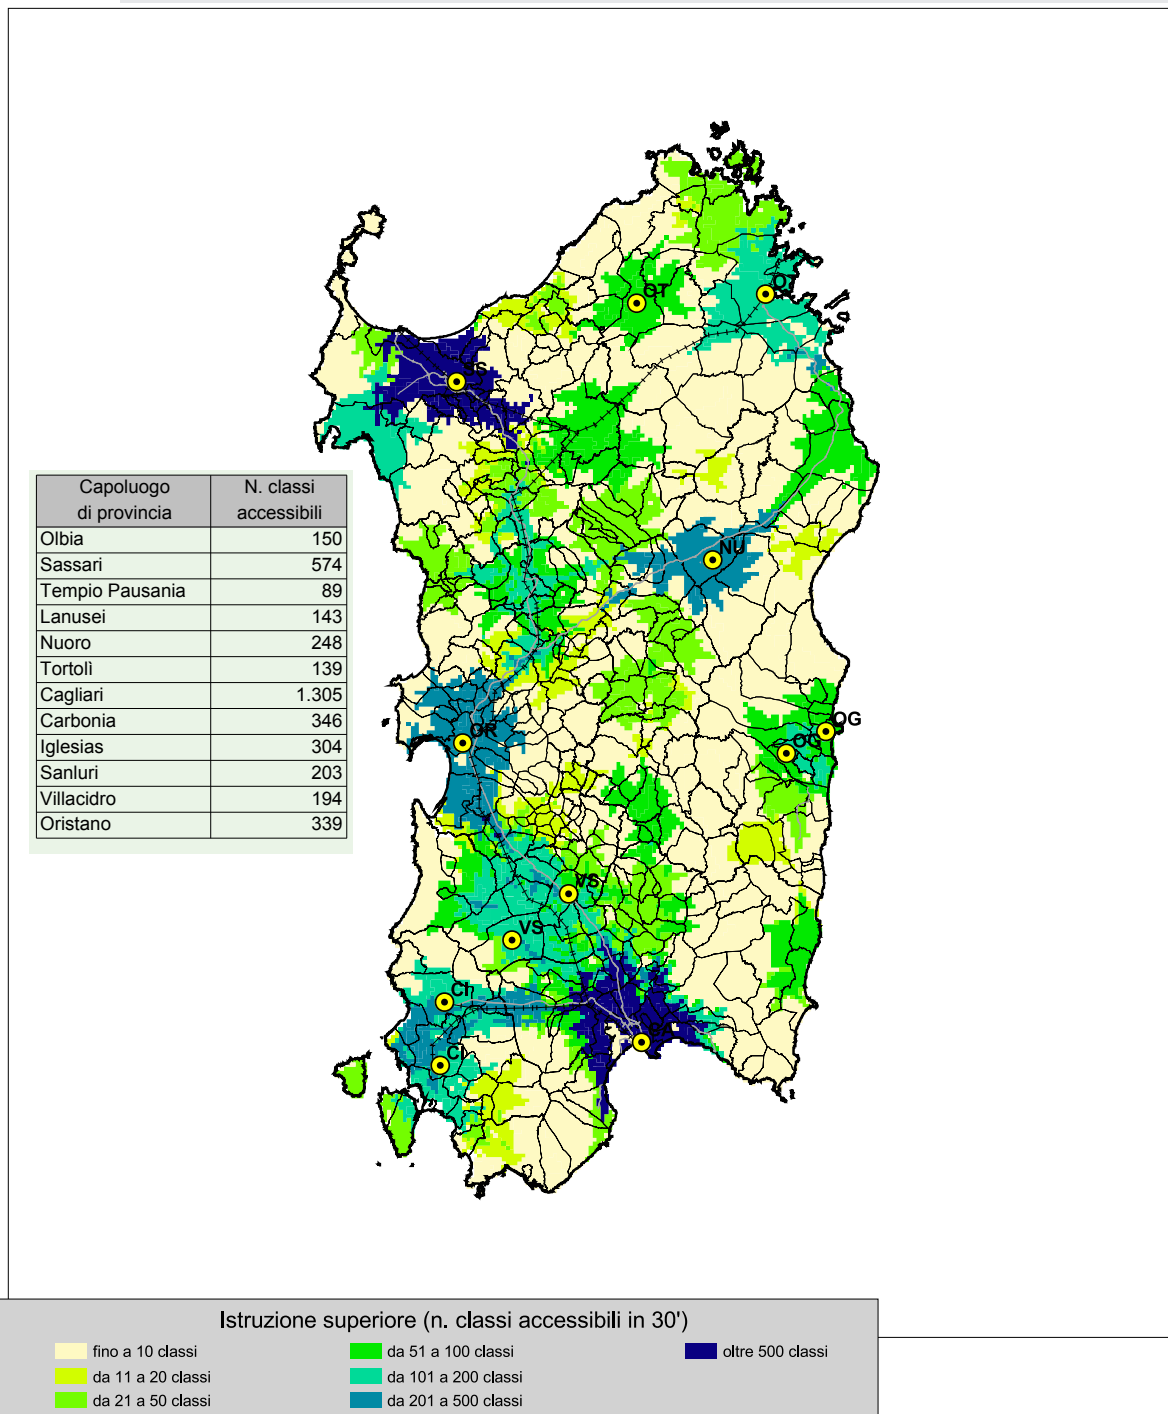 OT
OT
SS
NU
OG
OR
OG
VS
VS
CI
CA
CI
Capoluogo di provincia N. classi accessibili
Olbia 150
Sassari 574
Tempio Pausania 89
Lanusei 143
Nuoro 248
Tortolì 139
Cagliari 1.305
Carbonia 346
Iglesias 304
Sanluri 203
Villacidro 194
Oristano 339
Istruzione superiore (n. classi accessibili in 30')
fino a 10 classi
da 11 a 20 classi
da 21 a 50 classi
da 51 a 100 classi
da 101 a 200 classi
da 201 a 500 classi
oltre 500 classi